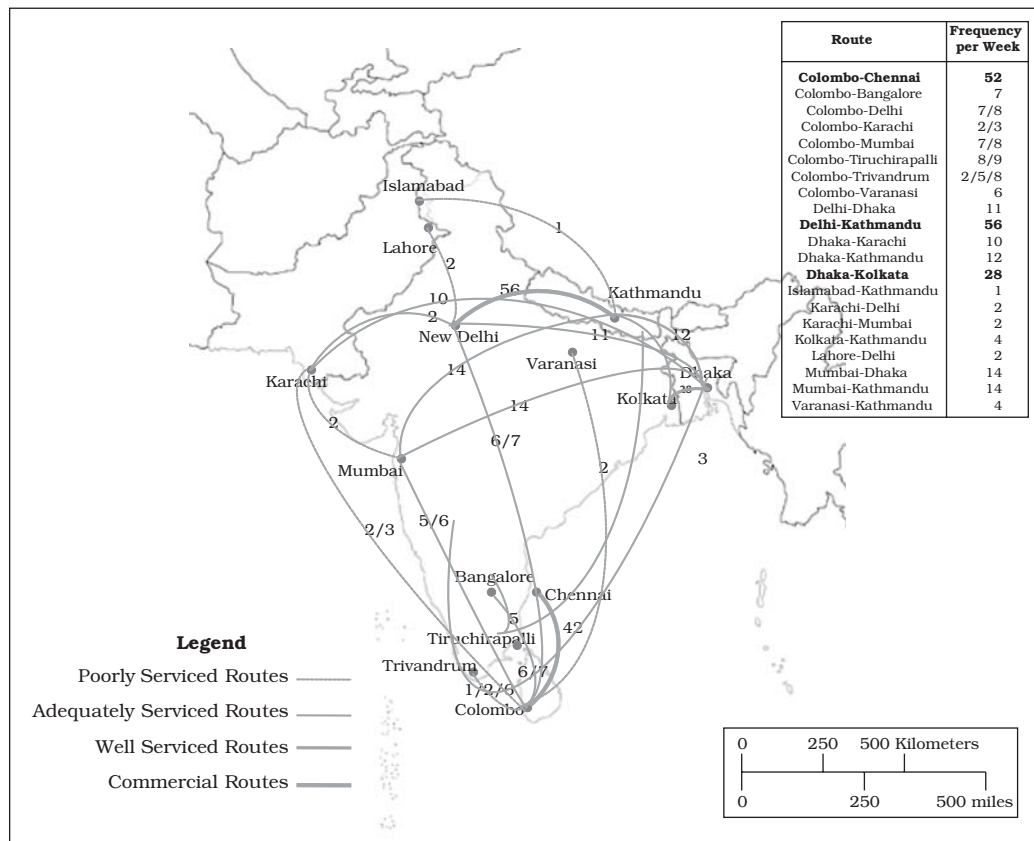 Route Frequency per Week
Colombo-Chennai 52
Colombo-Bangalore 7
Colombo-Delhi 7/8
Colombo-Karachi 2/3
Colombo-Mumbai 7/8
Colombo-Tiruchirapalli 8/9
Colombo-Trivandrum 2/5/8
Colombo-Varanasi 6
Delhi-Dhaka 11
Delhi-Kathmandu 56
Dhaka-Karachi 10
Dhaka-Kathmandu 12
Dhaka-Kolkata 28
Islamabad-Kathmandu 1
Karachi-Delhi 2
Karachi-Mumbai 2
Kolkata-Kathmandu 4
Lahore-Delhi 2
Mumbai-Dhaka 14
Mumbai-Kathmandu 14
Varanasi-Kathmandu 4
Islamabad
1
Lahore
2
56
Kathmandu
10
2
New Delhi
11
12
Varanasi
14
Karachi
Dhaka
28
Kolkata
14
2
6/7
Mumbai
2
3
5/6
2/3
Bangalore
Chennai
5
42
Tiruchirapalli
Trivandrum
6/7
1/2/6
Colombo
Legend
Poorly Serviced Routes
Adequately Serviced Routes
Well Serviced Routes
Commercial Routes
0 250 500 Kilometers
0 250 500 miles